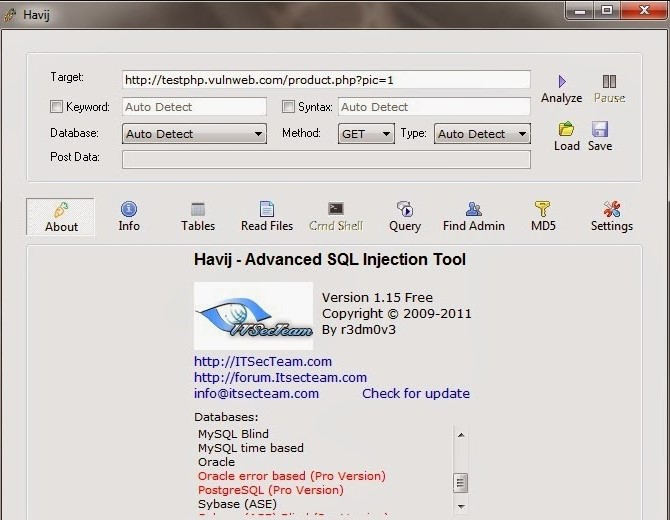 Havij
Target: http://testphp.vulnweb.com/product.php?pic=1
Analyze Pause
Keyword: Auto Detect Syntax: Auto Detect
Database: Auto Detect Method: GET Type: Auto Detect
Load Save
Post Data:
About Info Tables Read Files Cmd Shell Query Find Admin MD5 Settings
Havij - Advanced SQL Injection Tool
ITSecTeam
Version 1.15 Free
Copyright © 2009-2011
By r3dm0v3
http://ITSecTeam.com
http://forum.Itsecteam.com
info@itsecteam.com Check for update
Databases:
MySQL Blind
MySQL time based
Oracle
Oracle error based (Pro Version)
PostgreSQL (Pro Version)
Sybase (ASE)